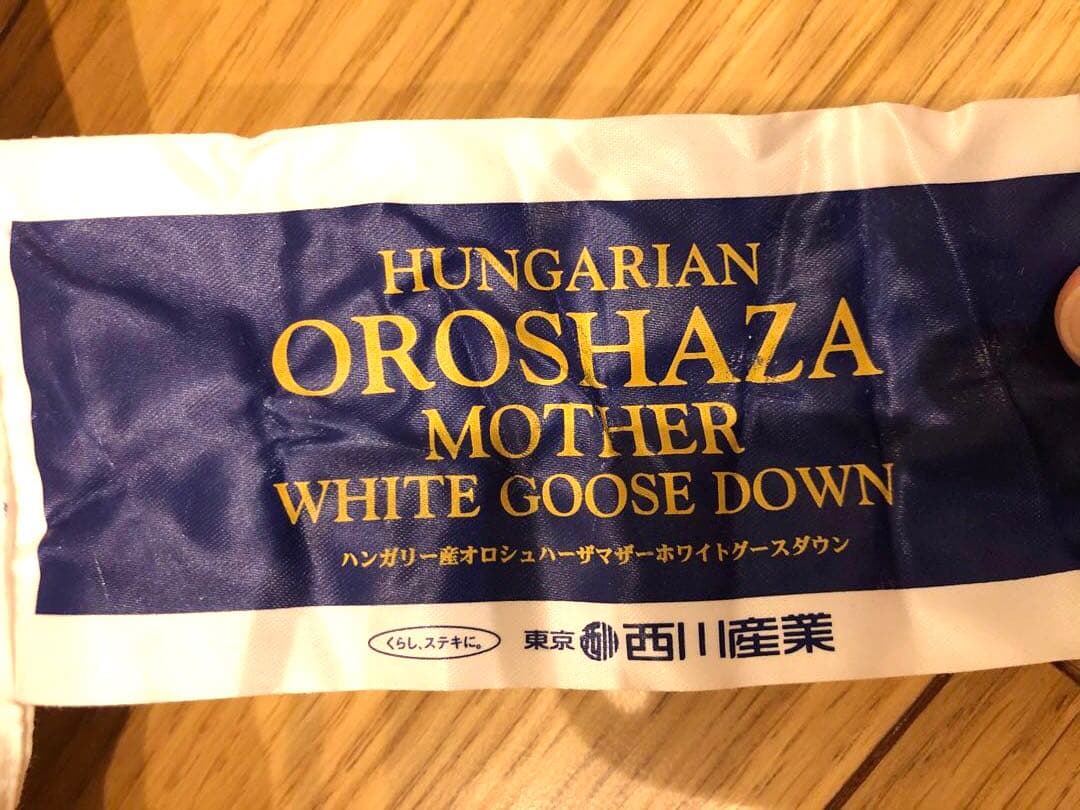 HUNGARIAN
OROSHAZA
MOTHER
WHITE GOOSE DOWN
ハンガリー産オロシュハーザマザーホワイトグースダウン
くらし、ステキに。 東京 西川 西川産業